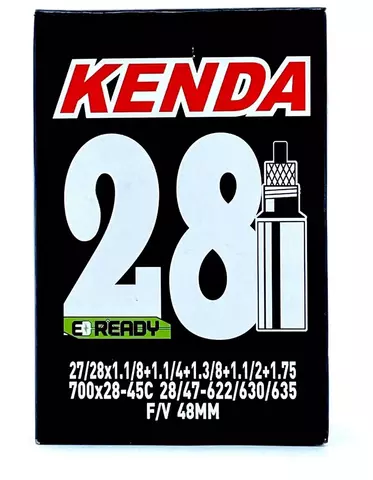 KENDA
28
E READY
27/28x1.1/8+1.1/4+1.3/8+1.1/2+1.75
700x28-45C 28/47-622/630/635
F/V 48MM